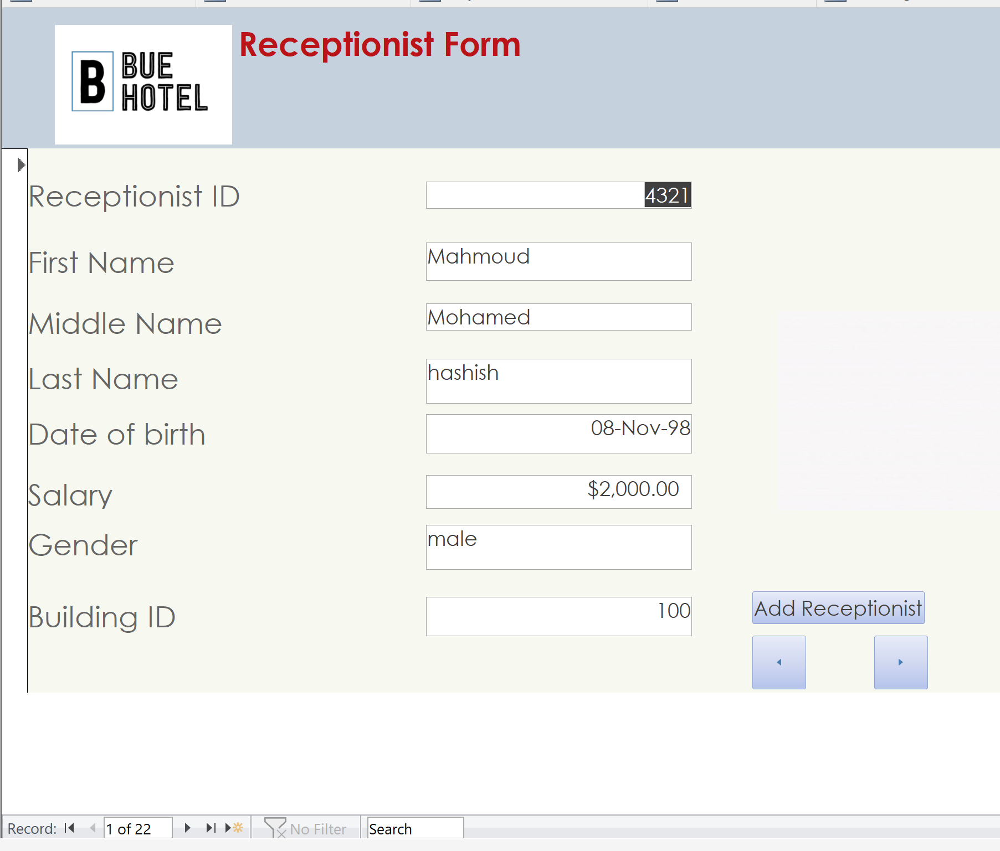 B BUE
HOTEL
Receptionist Form
Receptionist ID 4321
First Name Mahmoud
Middle Name Mohamed
Last Name hashish
Date of birth 08-Nov-98
Salary $2,000.00
Gender male
Building ID 100
Add Receptionist
Record: 1 of 22 No Filter Search